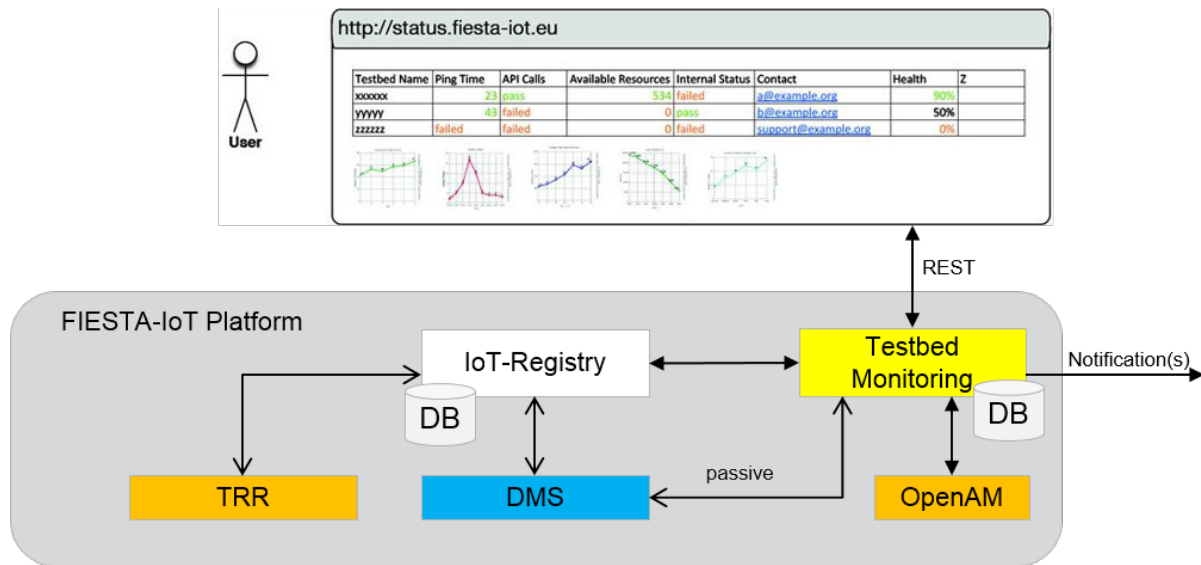 http://status.fiesta-iot.eu
Testbed Name Ping Time API Calls Available Resources Internal Status Contact Health Z
xxxxxx 23 pass 534 failed a@example.org 90%
yyyyy 43 failed 0 pass b@example.org 50%
zzzzzz failed failed 0 failed support@example.org 0%
User
REST
FIESTA-IoT Platform
IoT-Registry
Testbed
Monitoring
Notification(s)
DB
DB
passive
TRR
DMS
OpenAM